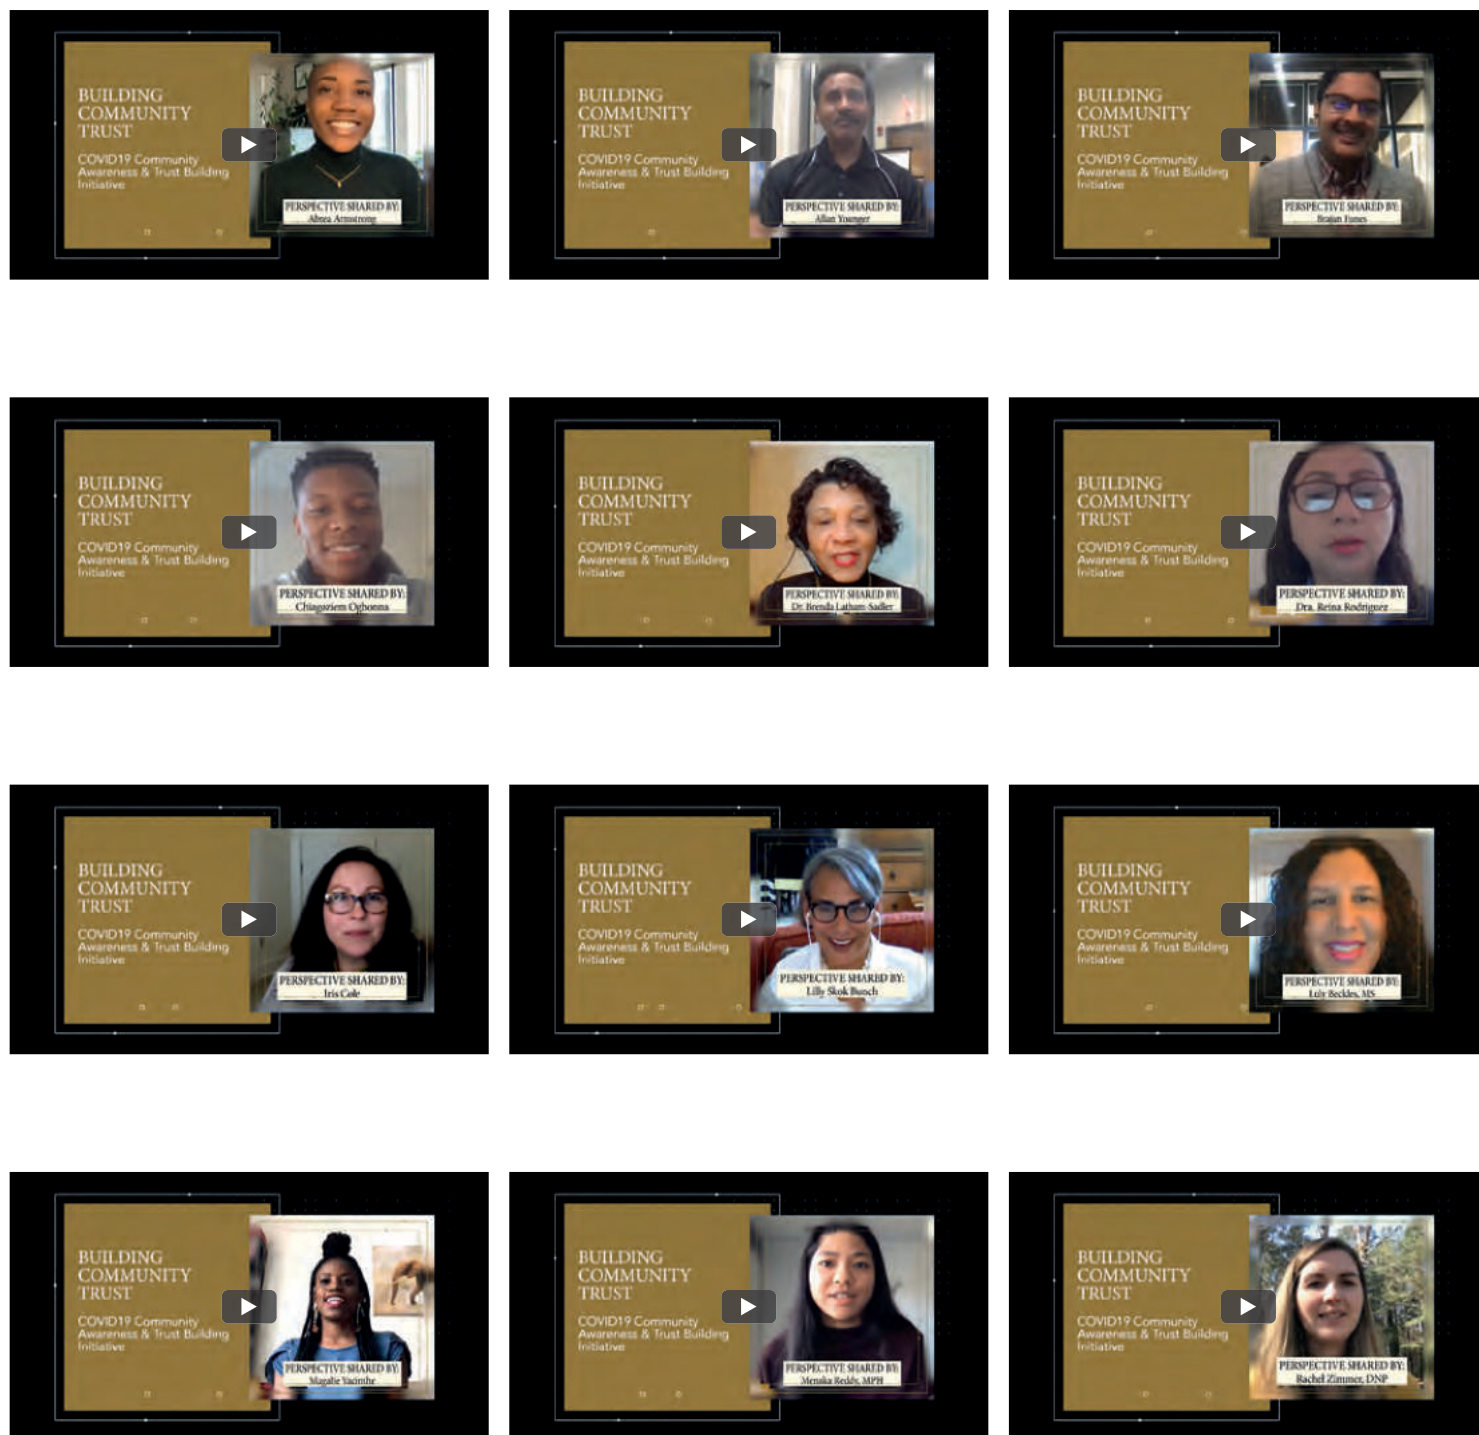 BUILDING
COMMUNITY
TRUST
COVID19 Community
Awareness & Trust Building
Initiative
PERSPECTIVE SHARED BY:
Armstrong
BUILDING
COMMUNITY
TRUST
COVID19 Community
Awareness & Trust Building
Initiative
PERSPECTIVE SHARED BY:
Allan Younger
BUILDING
COMMUNITY
TRUST
COVID19 Community
Awareness & Trust Building
Initiative
PERSPECTIVE SHARED BY:
Funes
BUILDING
COMMUNITY
TRUST
COVID19 Community
Awareness & Trust Building
Initiative
PERSPECTIVE SHARED BY:
Chiagoziem Ogbonna
BUILDING
COMMUNITY
TRUST
COVID19 Community
Awareness & Trust Building
Initiative
PERSPECTIVE SHARED BY:
Dr. Brenda Latham-Sadler
BUILDING
COMMUNITY
TRUST
COVID19 Community
Awareness & Trust Building
Initiative
PERSPECTIVE SHARED BY:
Dra. Reina Rodriguez
BUILDING
COMMUNITY
TRUST
COVID19 Community
Awareness & Trust Building
Initiative
PERSPECTIVE SHARED BY:
Iris Cole
BUILDING
COMMUNITY
TRUST
COVID19 Community
Awareness & Trust Building
Initiative
PERSPECTIVE SHARED BY:
Lilly Skok Bunch
BUILDING
COMMUNITY
TRUST
COVID19 Community
Awareness & Trust Building
Initiative
PERSPECTIVE SHARED BY:
Beckles, MS
BUILDING
COMMUNITY
TRUST
COVID19 Community
Awareness & Trust Building
Initiative
PERSPECTIVE SHARED BY:
Magalie Yacinthe
BUILDING
COMMUNITY
TRUST
COVID19 Community
Awareness & Trust Building
Initiative
PERSPECTIVE SHARED BY:
Menaka Reddy, MPH
BUILDING
COMMUNITY
TRUST
COVID19 Community
Awareness & Trust Building
Initiative
PERSPECTIVE SHARED BY:
Rachel Zimmer, DNP